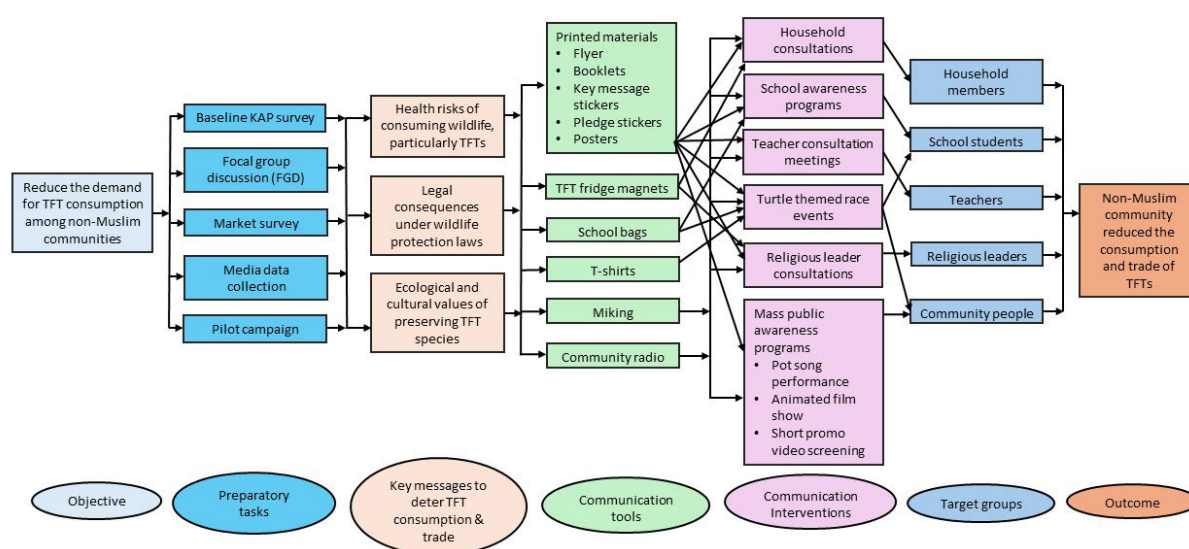 Reduce the demand
for TFT consumption
among non-Muslim
communities
Baseline KAP survey
Focal group
discussion (FGD)
Market survey
Media data
collection
Pilot campaign
Health risks of
consuming wildlife,
particularly TFTs
Legal
consequences
under wildlife
protection laws
Ecological and
cultural values of
preserving TFT
species
Printed materials
• Flyer
• Booklets
• Key message
stickers
• Pledge stickers
• Posters
TFT fridge magnets
School bags
T-shirts
Miking
Community radio
Household
consultations
School awareness
programs
Teacher consultation
meetings
Turtle themed race
events
Religious leader
consultations
Mass public
awareness
programs
• Pot song
performance
• Animated film
show
• Short promo
video screening
Household
members
School students
Teachers
Religious leaders
Community people
Non-Muslim
community
reduced the
consumption
and trade of
TFTs
Objective
Preparatory
tasks
Key messages to
deter TFT
consumption &
trade
Communication
tools
Communication
Interventions
Target groups
Outcome